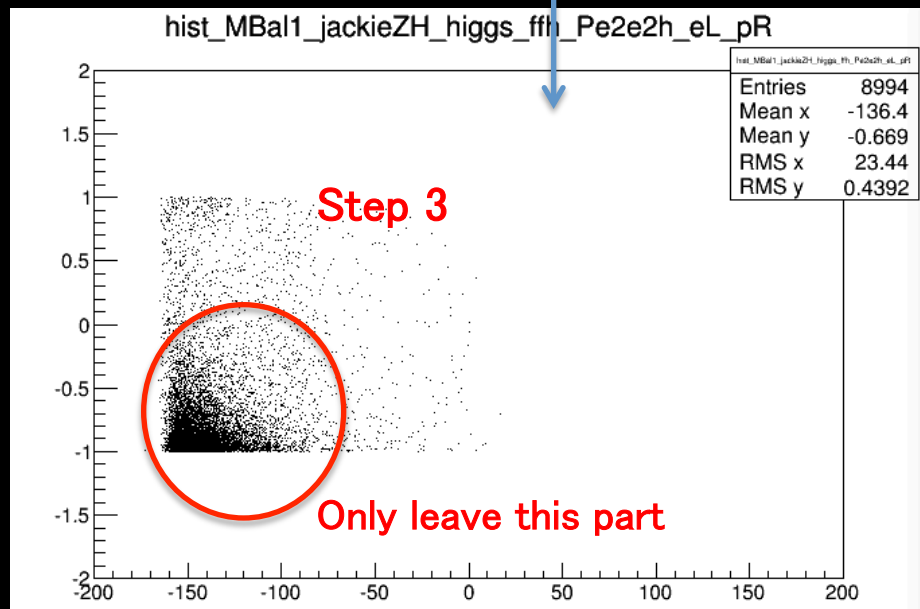 hist_MBal1_jackieZH_higgs_ffh_Pe2e2h_eL_pR
hist_MBal1_jackieZH_higgs_ffh_Pe2e2h_eL_pR
Entries 8994
Mean x -136.4
Mean y -0.669
RMS x 23.44
RMS y 0.4392
2
1.5
1
Step 3
0.5
0
-0.5
-1
-1.5
Only leave this part
-2
-200 -150 -100 -50 0 50 100 150 200